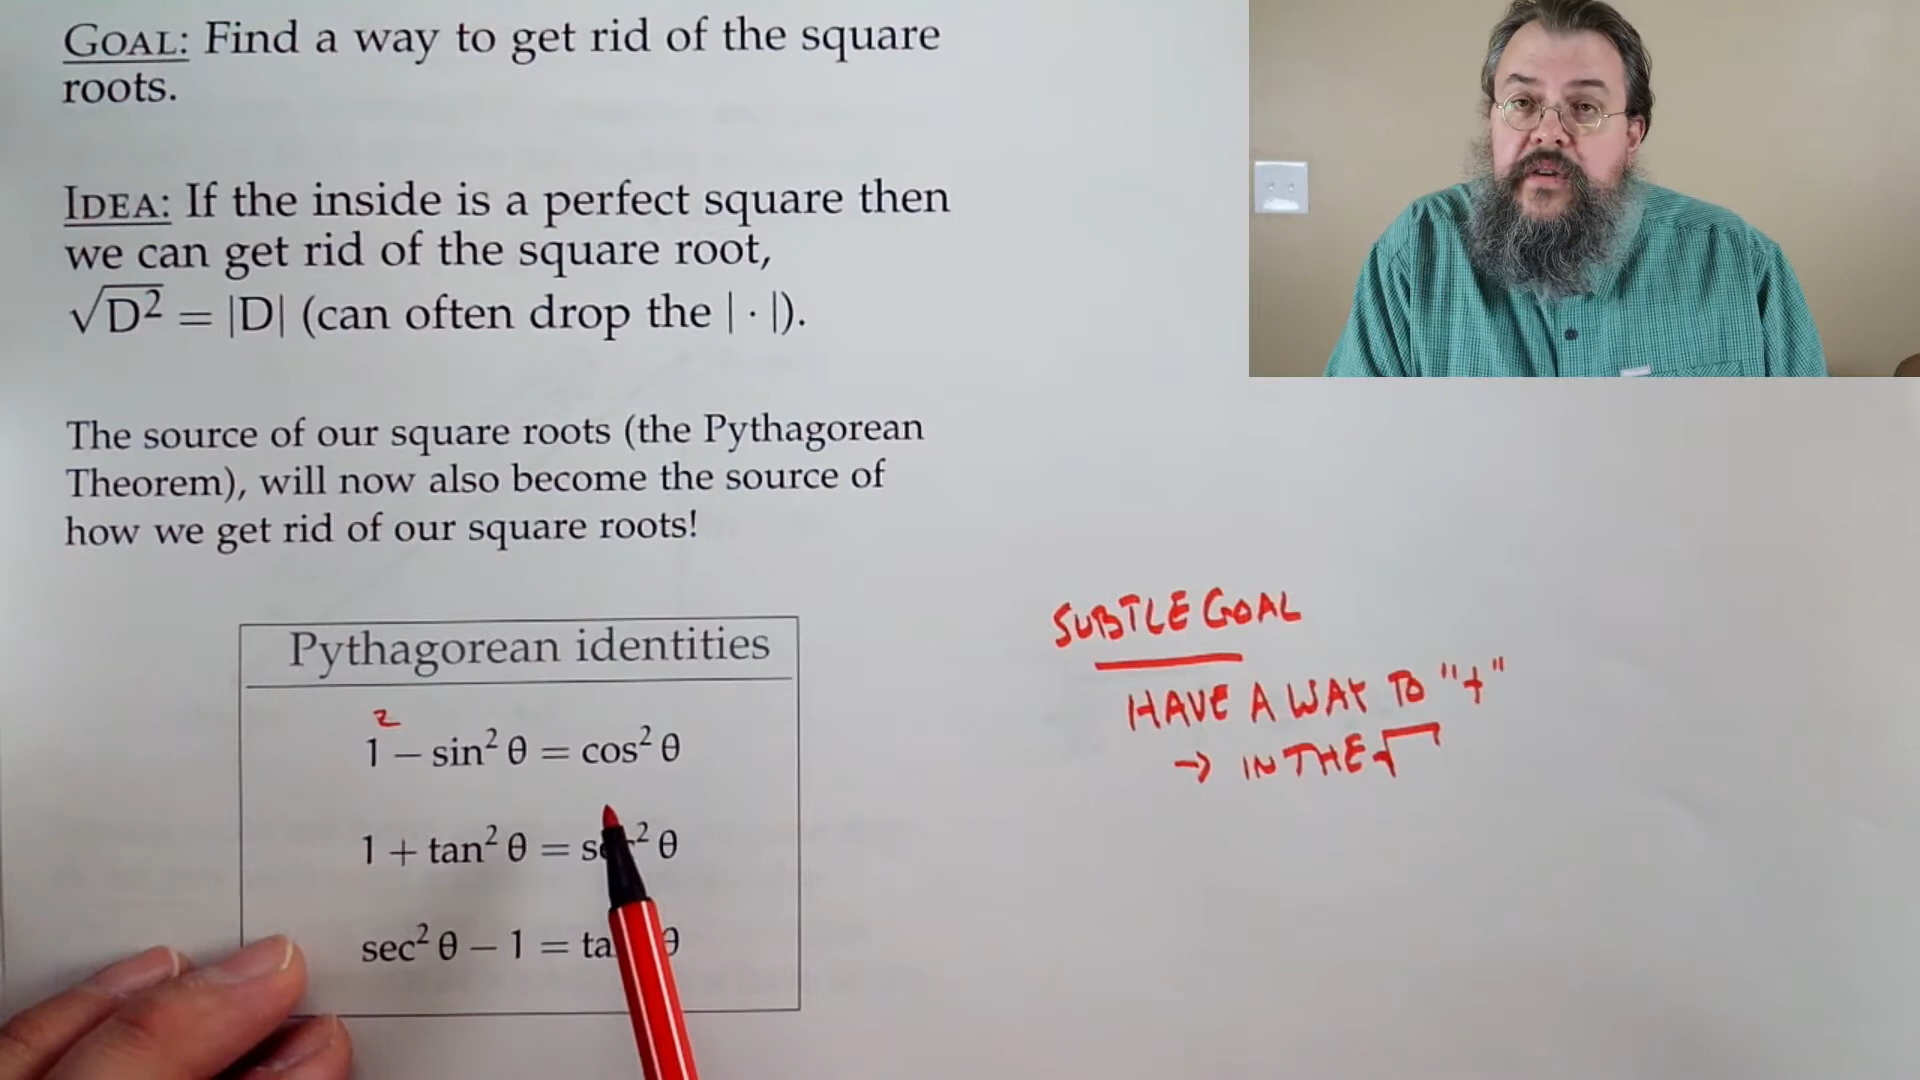 GOAL: Find a way to get rid of the square
roots.
IDEA: If the inside is a perfect square then
we can get rid of the square root,
√D² = |D| (can often drop the | · |).
The source of our square roots (the Pythagorean
Theorem), will now also become the source of
how we get rid of our square roots!
Pythagorean identities
2
1 − sin² θ = cos² θ
1 + tan² θ = ² θ
sec² θ − 1 = θ
SUBTLE GOAL
HAVE A WAY TO "+"
→ IN THE √